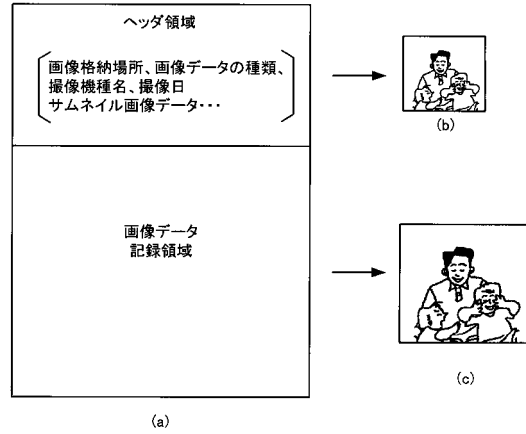 ヘッダ領域
画像格納場所、画像データの種類、
撮像機種名、撮像日
サムネイル画像データ・・・
(b)
画像データ
記録領域
(c)
(a)